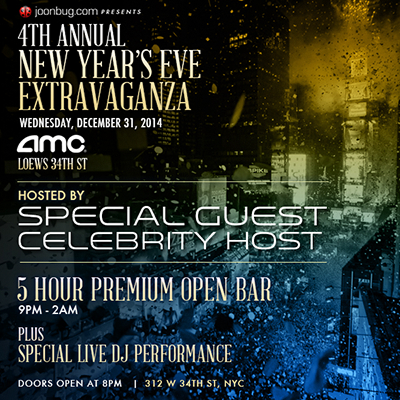 joonbug.com PRESENTS
4TH ANNUAL
NEW YEAR'S EVE
EXTRAVAGANZA
WEDNESDAY, DECEMBER 31, 2014
amc
LOEWS 34TH ST
HOSTED BY
SPECIAL GUEST
CELEBRITY HOST
5 HOUR PREMIUM OPEN BAR
9PM - 2AM
PLUS
SPECIAL LIVE DJ PERFORMANCE
DOORS OPEN AT 8PM | 312 W 34TH ST, NYC